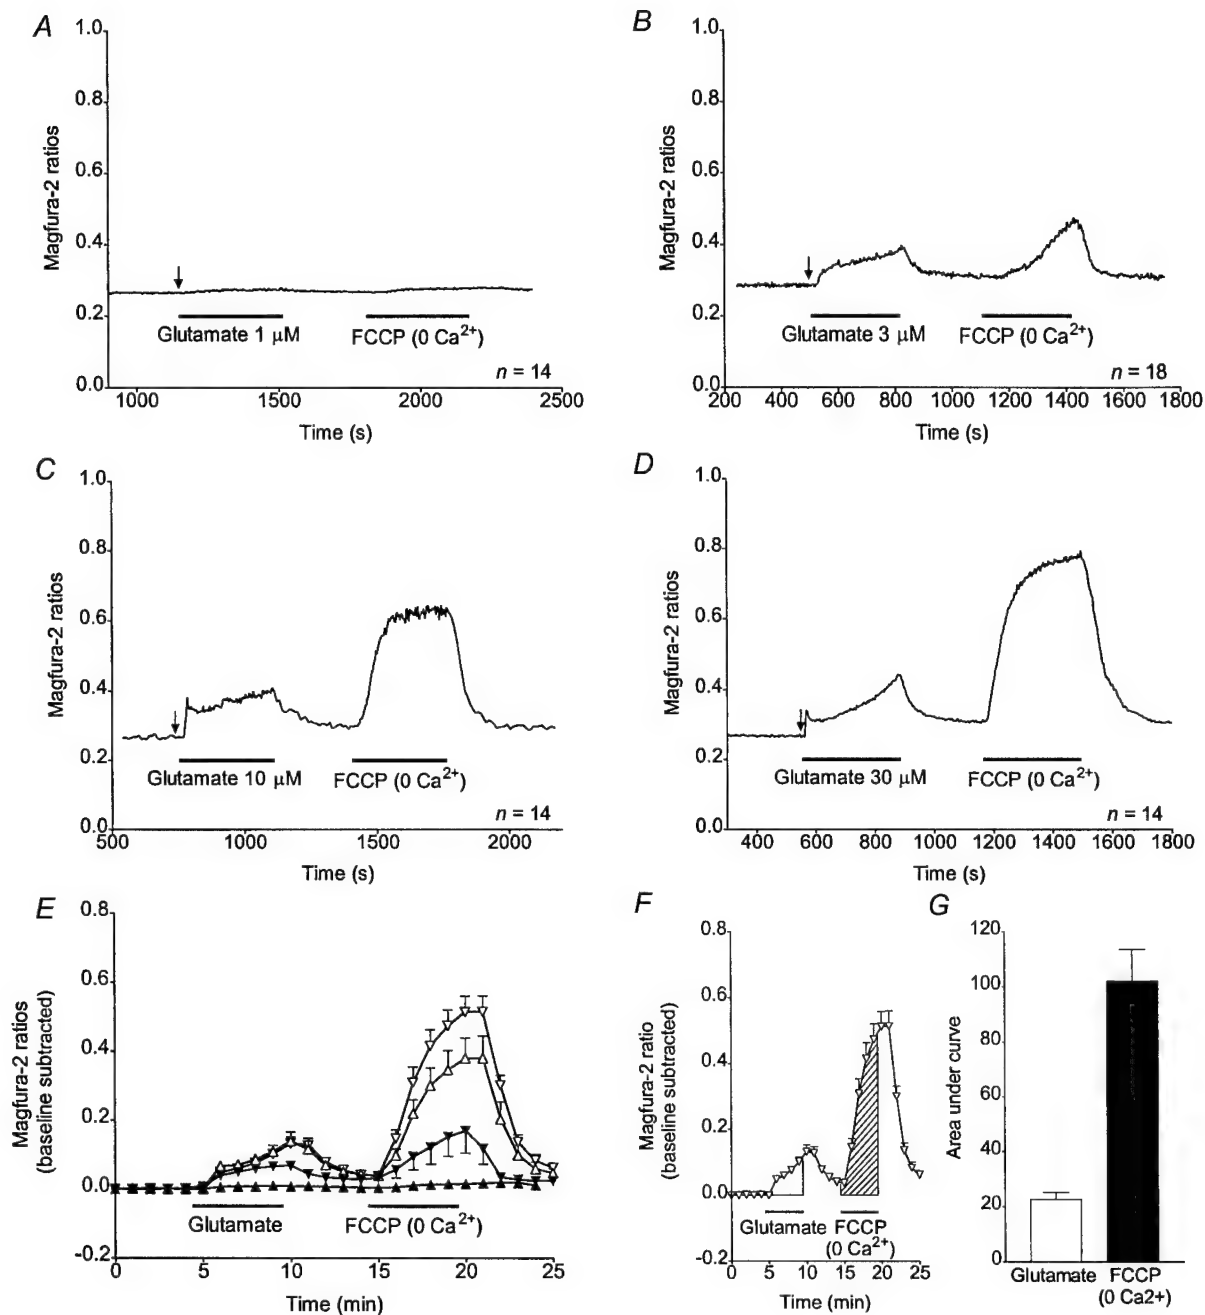 A
Magfura-2 ratios
1.0
0.8
0.6
0.4
0.2
0.0
Glutamate 1 µM
FCCP (0 Ca²⁺)
n = 14
1000 1500 2000 2500
Time (s)
B
Magfura-2 ratios
1.0
0.8
0.6
0.4
0.2
0.0
Glutamate 3 µM
FCCP (0 Ca²⁺)
n = 18
200 400 600 800 1000 1200 1400 1600 1800
Time (s)
C
Magfura-2 ratios
1.0
0.8
0.6
0.4
0.2
0.0
Glutamate 10 µM
FCCP (0 Ca²⁺)
n = 14
500 1000 1500 2000
Time (s)
D
Magfura-2 ratios
1.0
0.8
0.6
0.4
0.2
0.0
Glutamate 30 µM
FCCP (0 Ca²⁺)
n = 14
400 600 800 1000 1200 1400 1600 1800
Time (s)
E
Magfura-2 ratios
(baseline subtracted)
0.8
0.6
0.4
0.2
0.0
-0.2
Glutamate
FCCP (0 Ca²⁺)
0 5 10 15 20 25
Time (min)
F
Magfura-2 ratio
(baseline subtracted)
0.8
0.6
0.4
0.2
0.0
-0.2
Glutamate
FCCP
(0 Ca²⁺)
0 5 10 15 20 25
Time (min)
G
Area under curve
120
100
80
60
40
20
0
Glutamate
FCCP
(0 Ca2+)